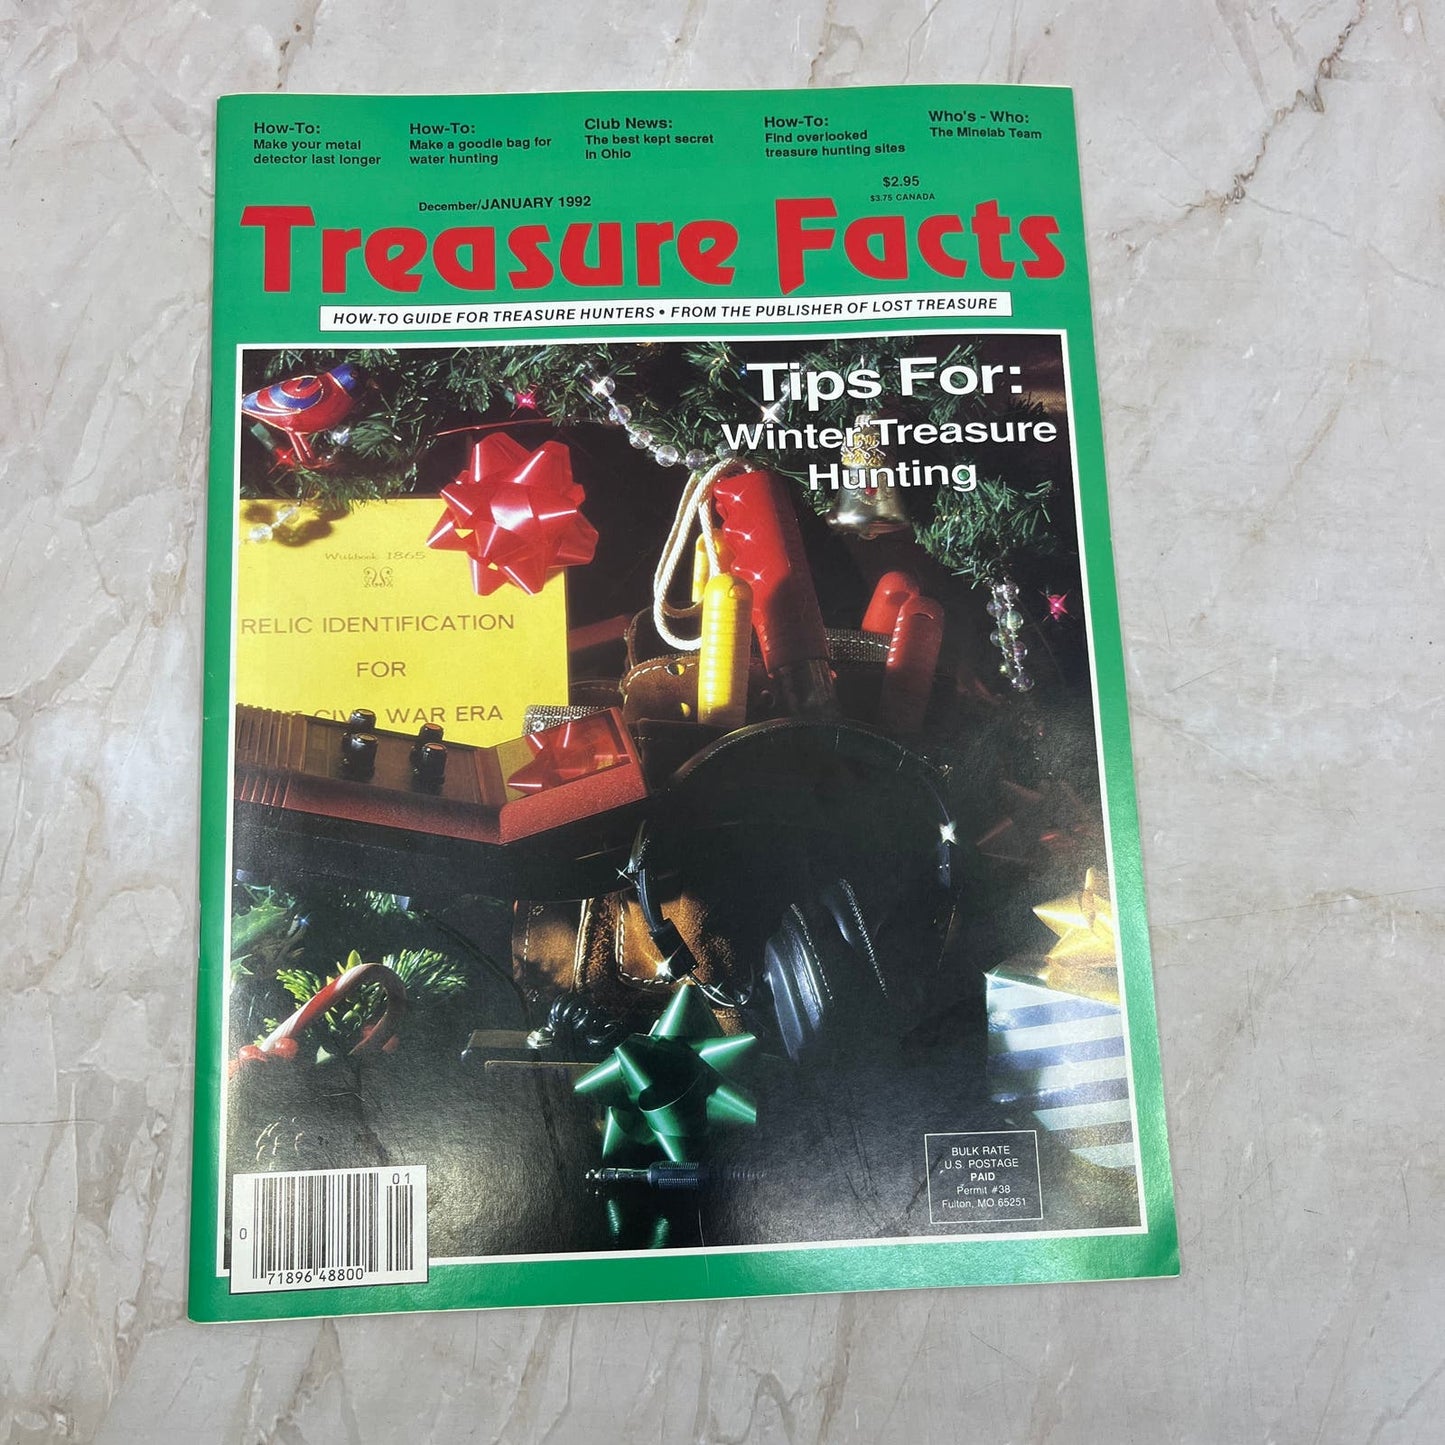 How-To:
Make your metal
detector last longer
How-To:
Make a goodie bag for
water hunting
Club News:
The best kept secret
in Ohio
How-To:
Find overlooked
treasure hunting sites
Who's - Who:
The Minelab Team
December/JANUARY 1992
$2.95
$3.75 CANADA
Treasure Facts
HOW-TO GUIDE FOR TREASURE HUNTERS • FROM THE PUBLISHER OF LOST TREASURE
Tips For:
Winter Treasure
Hunting
1865
RELIC IDENTIFICATION
FOR
CIVIL WAR ERA
BULK RATE
U.S. POSTAGE
PAID
Permit #38
Fulton, MO 65251
01
0 71896 48800